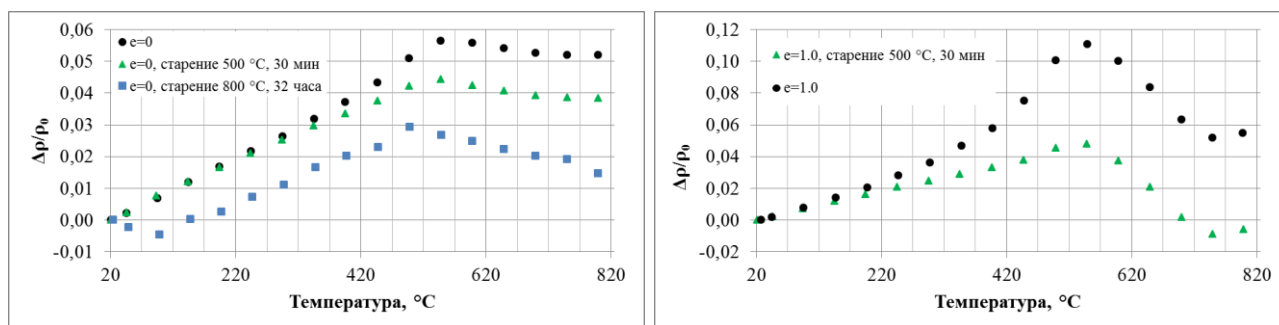 0,06
0,05
0,04
0,03
0,02
0,01
0,00
-0,01
Δρ/ρ₀
e=0
e=0, старение 500 °C, 30 мин
e=0, старение 800 °C, 32 часа
20 220 420 620 820
Температура, °C
0,12
0,10
0,08
0,06
0,04
0,02
0,00
-0,02
Δρ/ρ₀
e=1.0, старение 500 °C, 30 мин
e=1.0
20 220 420 620 820
Температура, °C